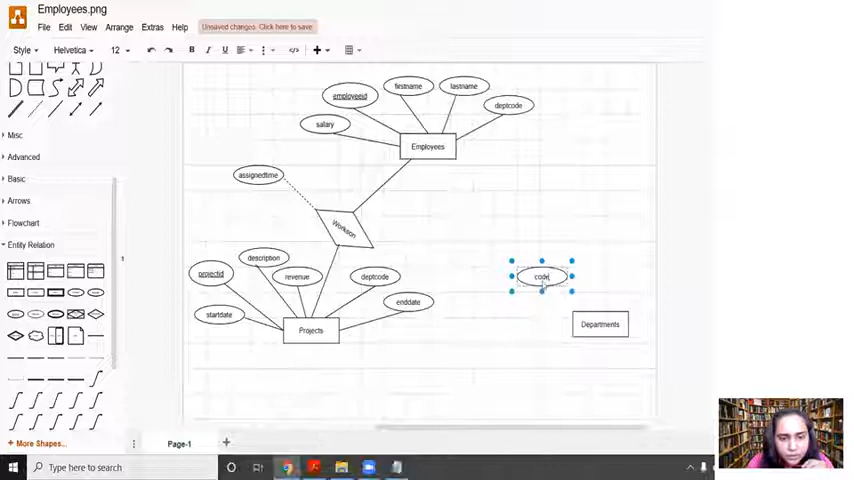 Employees.png
File Edit View Arrange Extras Help
Unsaved changes. Click here to save
Style Helvetica 12 B I U
Misc
Advanced
Basic
Arrows
Flowchart
Entity Relation
+ More Shapes...
employeeid
firstname
lastname
deptcode
salary
Employees
assignedtime
Workson
projectid
description
revenue
deptcode
enddate
startdate
Projects
code
Departments
1
Page-1
Type here to search